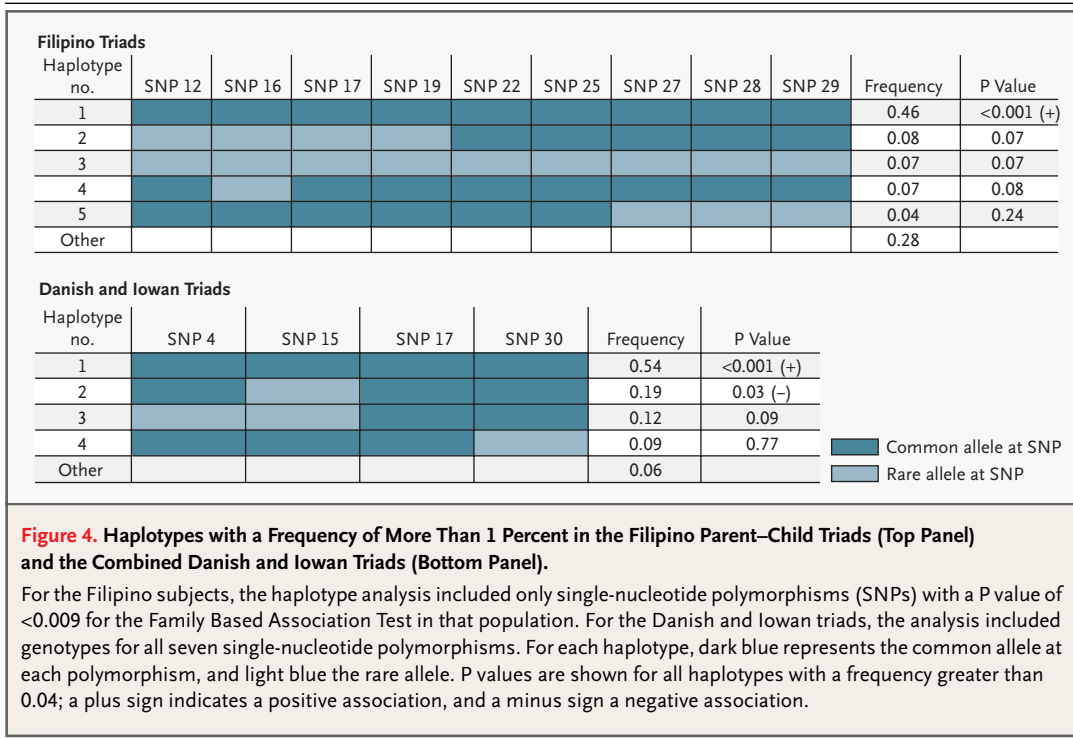 Filipino Triads
Haplotype no. SNP 12 SNP 16 SNP 17 SNP 19 SNP 22 SNP 25 SNP 27 SNP 28 SNP 29 Frequency P Value
1 0.46 <0.001 (+)
2 0.08 0.07
3 0.07 0.07
4 0.07 0.08
5 0.04 0.24
Other 0.28
Danish and Iowan Triads
Haplotype no. SNP 4 SNP 15 SNP 17 SNP 30 Frequency P Value
1 0.54 <0.001 (+)
2 0.19 0.03 (–)
3 0.12 0.09
4 0.09 0.77
Other 0.06
Common allele at SNP
Rare allele at SNP
Figure 4. Haplotypes with a Frequency of More Than 1 Percent in the Filipino Parent–Child Triads (Top Panel)
and the Combined Danish and Iowan Triads (Bottom Panel).
For the Filipino subjects, the haplotype analysis included only single-nucleotide polymorphisms (SNPs) with a P value of
<0.009 for the Family Based Association Test in that population. For the Danish and Iowan triads, the analysis included
genotypes for all seven single-nucleotide polymorphisms. For each haplotype, dark blue represents the common allele at
each polymorphism, and light blue the rare allele. P values are shown for all haplotypes with a frequency greater than
0.04; a plus sign indicates a positive association, and a minus sign a negative association.